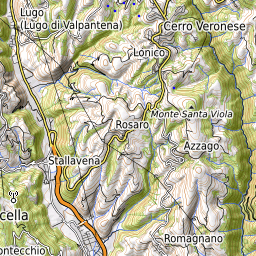 Lugo
(Lugo di Valpantena)
Cerro Veronese
Lonico
Monte Santa Viola
Rosaro
Azzago
Stallavena
cella
Romagnano
ontecchio